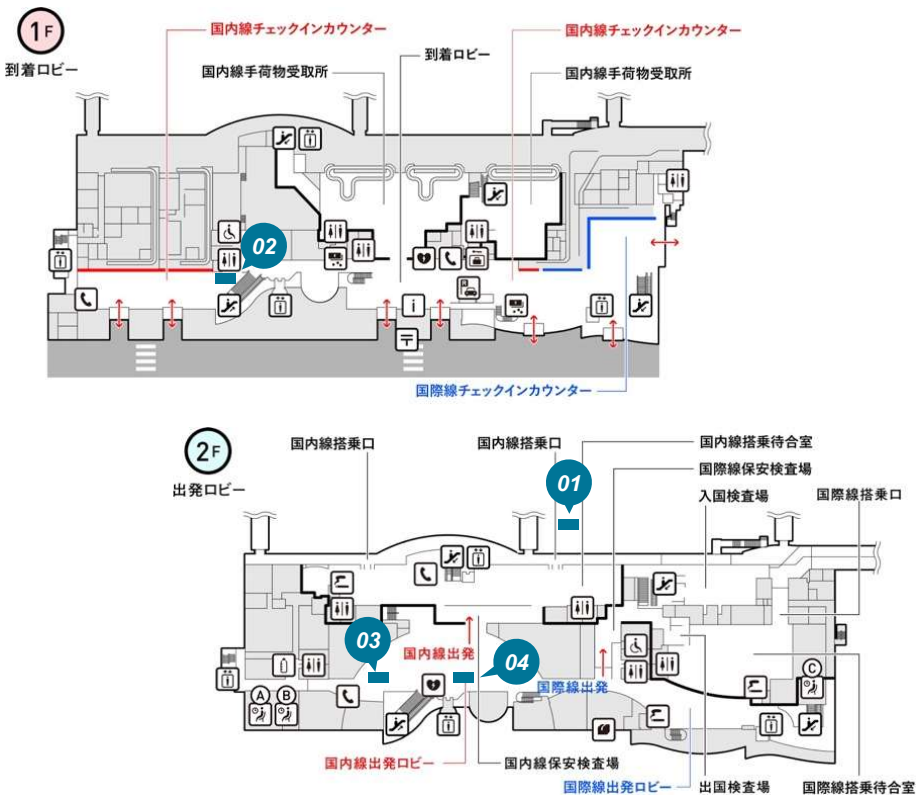 1F
到着ロビー
国内線チェックインカウンター
国内線チェックインカウンター
到着ロビー
国内線手荷物受取所
国内線手荷物受取所
02
i
P
国際線チェックインカウンター
2F
出発ロビー
国内線搭乗口
国内線搭乗口
国内線搭乗待合室
国際線保安検査場
入国検査場
国際線搭乗口
01
03
国内線出発
04
国際線出発
A
B
C
国内線出発ロビー
国内線保安検査場
国際線出発ロビー
出国検査場
国際線搭乗待合室